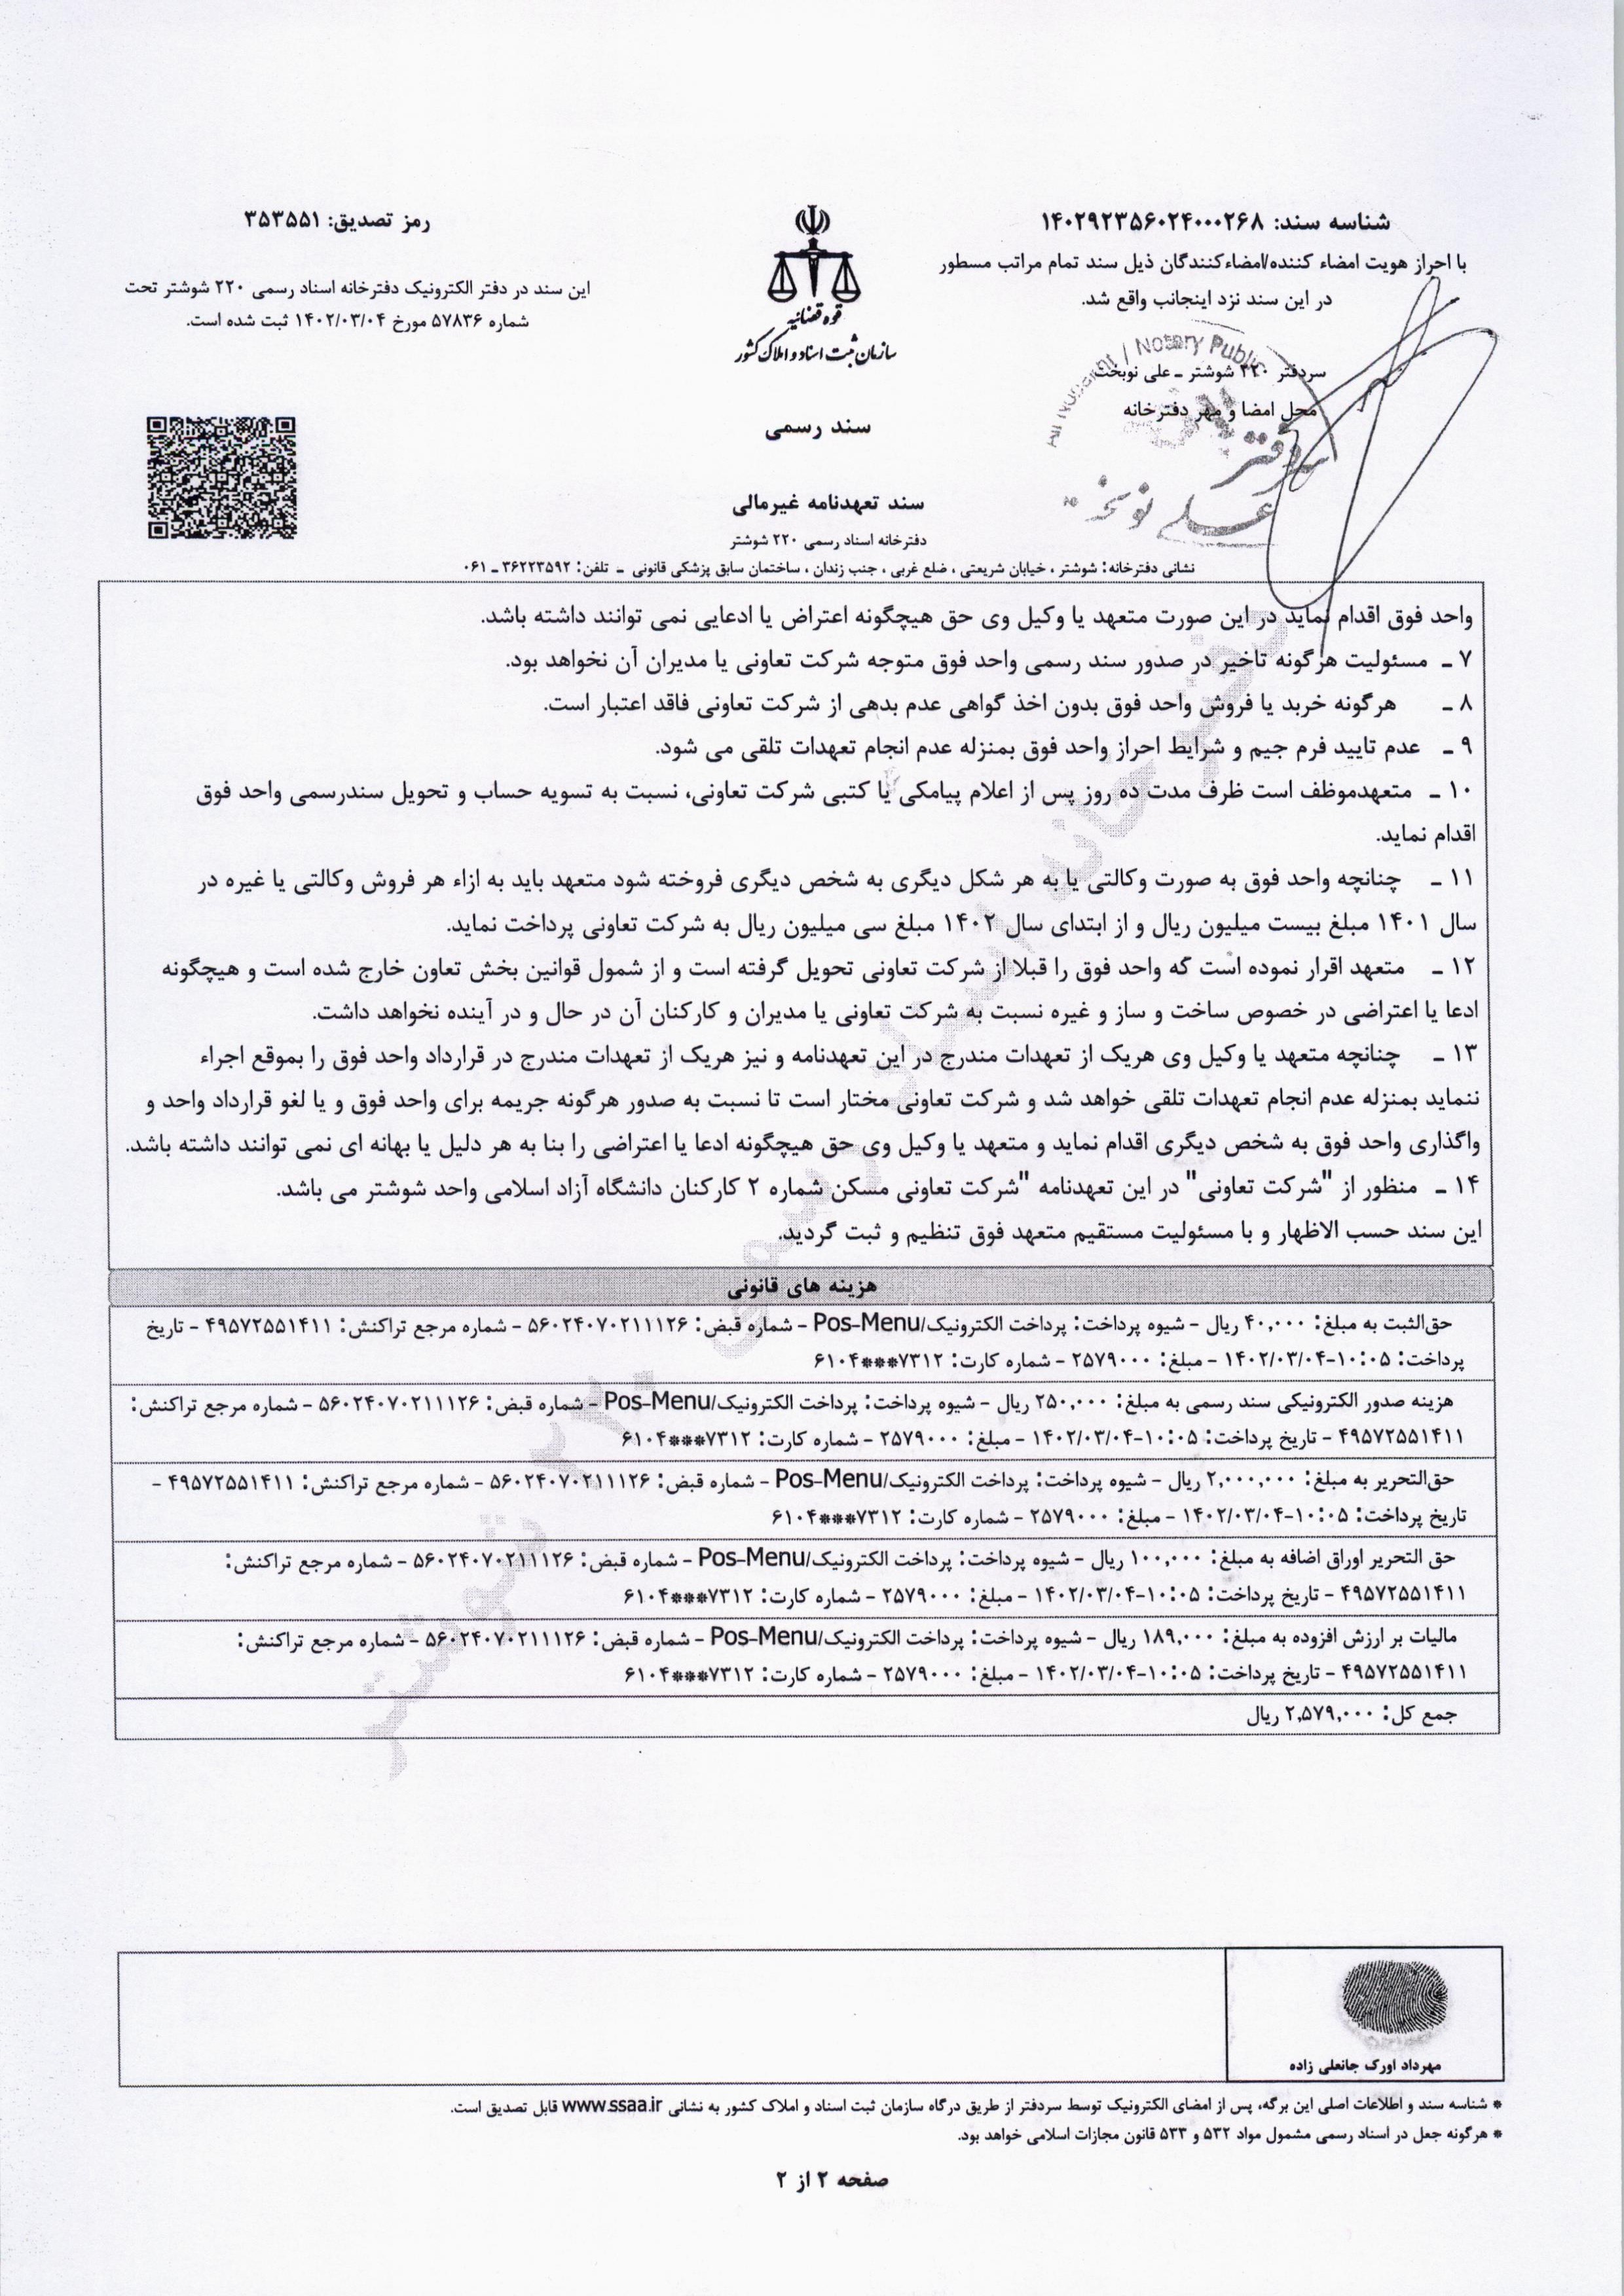 شناسه سند: ۱۴۰۲۹۲۳۵۶۰۲۴۰۰۰۲۶۸
با احراز هویت امضاء کننده/امضاءکنندگان ذیل سند تمام مراتب مسطور
در این سند نزد اینجانب واقع شد.
سردفتر ۲۲۰ شوشتر ـ علی نوبخت
محل امضا و مهر دفترخانه
Notary Public
سردفتر
علی نوبخت
قوه قضائیه
سازمان ثبت اسناد و املاک کشور
سند رسمی
سند تعهدنامه غیرمالی
دفترخانه اسناد رسمی ۲۲۰ شوشتر
رمز تصدیق: ۳۵۳۵۵۱
این سند در دفتر الکترونیک دفترخانه اسناد رسمی ۲۲۰ شوشتر تحت
شماره ۵۷۸۳۶ مورخ ۱۴۰۲/۰۳/۰۴ ثبت شده است.
نشانی دفترخانه: شوشتر ، خیابان شریعتی ، ضلع غربی ، جنب زندان ، ساختمان سابق پزشکی قانونی ـ تلفن: ۳۶۲۲۳۵۹۲ ـ ۰۶۱
واحد فوق اقدام نماید در این صورت متعهد یا وکیل وی حق هیچگونه اعتراض یا ادعایی نمی توانند داشته باشد.
۷ ـ مسئولیت هرگونه تاخیر در صدور سند رسمی واحد فوق متوجه شرکت تعاونی یا مدیران آن نخواهد بود.
۸ ـ هرگونه خربد یا فروش واحد فوق بدون اخذ گواهی عدم بدهی از شرکت تعاونی فاقد اعتبار است.
۹ ـ عدم تایید فرم جیم و شرایط احراز واحد فوق بمنزله عدم انجام تعهدات تلقی می شود.
۱۰ ـ متعهدموظف است ظرف مدت ده روز پس از اعلام پیامکی یا کتبی شرکت تعاونی، نسبت به تسویه حساب و تحویل سندرسمی واحد فوق
اقدام نماید.
۱۱ ـ چنانچه واحد فوق به صورت وکالتی یا به هر شکل دیگری به شخص دیگری فروخته شود متعهد باید به ازاء هر فروش وکالتی یا غیره در
سال ۱۴۰۱ مبلغ بیست میلیون ریال و از ابتدای سال ۱۴۰۲ مبلغ سی میلیون ریال به شرکت تعاونی پرداخت نماید.
۱۲ ـ متعهد اقرار نموده است که واحد فوق را قبلا از شرکت تعاونی تحویل گرفته است و از شمول قوانین بخش تعاون خارج شده است و هیچگونه
ادعا یا اعتراضی در خصوص ساخت و ساز و غیره نسبت به شرکت تعاونی یا مدیران و کارکنان آن در حال و در آینده نخواهد داشت.
۱۳ ـ چنانچه متعهد یا وکیل وی هریک از تعهدات مندرج در این تعهدنامه و نیز هریک از تعهدات مندرج در قرارداد واحد فوق را بموقع اجراء
ننماید بمنزله عدم انجام تعهدات تلقی خواهد شد و شرکت تعاونی مختار است تا نسبت به صدور هرگونه جریمه برای واحد فوق و یا لغو قرارداد واحد و
واگذاری واحد فوق به شخص دیگری اقدام نماید و متعهد یا وکیل وی حق هیچگونه ادعا یا اعتراضی را بنا به هر دلیل یا بهانه ای نمی توانند داشته باشد.
۱۴ ـ منظور از "شرکت تعاونی" در این تعهدنامه "شرکت تعاونی مسکن شماره ۲ کارکنان دانشگاه آزاد اسلامی واحد شوشتر می باشد.
این سند حسب الاظهار و با مسئولیت مستقیم متعهد فوق تنظیم و ثبت گردید.
هزینه های قانونی
حق‌الثبت به مبلغ: ۴۰,۰۰۰ ریال - شیوه پرداخت: پرداخت الکترونیک/Pos-Menu - شماره قبض: ۵۶۰۲۴۰۷۰۲۱۱۱۲۶ - شماره مرجع تراکنش: ۴۹۵۷۲۵۵۱۴۱۱ - تاریخ
پرداخت: ۱۰:۰۵-۱۴۰۲/۰۳/۰۴ - مبلغ: ۲۵۷۹۰۰۰ - شماره کارت: ۷۳۱۲***۶۱۰۴
هزینه صدور الکترونیکی سند رسمی به مبلغ: ۲۵۰,۰۰۰ ریال - شیوه پرداخت: پرداخت الکترونیک/Pos-Menu - شماره قبض: ۵۶۰۲۴۰۷۰۲۱۱۱۲۶ - شماره مرجع تراکنش:
۴۹۵۷۲۵۵۱۴۱۱ - تاریخ پرداخت: ۱۰:۰۵-۱۴۰۲/۰۳/۰۴ - مبلغ: ۲۵۷۹۰۰۰ - شماره کارت: ۷۳۱۲***۶۱۰۴
حق‌التحریر به مبلغ: ۲,۰۰۰,۰۰۰ ریال - شیوه پرداخت: پرداخت الکترونیک/Pos-Menu - شماره قبض: ۵۶۰۲۴۰۷۰۲۱۱۱۲۶ - شماره مرجع تراکنش: ۴۹۵۷۲۵۵۱۴۱۱ -
تاریخ پرداخت: ۱۰:۰۵-۱۴۰۲/۰۳/۰۴ - مبلغ: ۲۵۷۹۰۰۰ - شماره کارت: ۷۳۱۲***۶۱۰۴
حق التحریر اوراق اضافه به مبلغ: ۱۰۰,۰۰۰ ریال - شیوه پرداخت: پرداخت الکترونیک/Pos-Menu - شماره قبض: ۵۶۰۲۴۰۷۰۲۱۱۱۲۶ - شماره مرجع تراکنش:
۴۹۵۷۲۵۵۱۴۱۱ - تاریخ پرداخت: ۱۰:۰۵-۱۴۰۲/۰۳/۰۴ - مبلغ: ۲۵۷۹۰۰۰ - شماره کارت: ۷۳۱۲***۶۱۰۴
مالیات بر ارزش افزوده به مبلغ: ۱۸۹,۰۰۰ ریال - شیوه پرداخت: پرداخت الکترونیک/Pos-Menu - شماره قبض: ۵۶۰۲۴۰۷۰۲۱۱۱۲۶ - شماره مرجع تراکنش:
۴۹۵۷۲۵۵۱۴۱۱ - تاریخ پرداخت: ۱۰:۰۵-۱۴۰۲/۰۳/۰۴ - مبلغ: ۲۵۷۹۰۰۰ - شماره کارت: ۷۳۱۲***۶۱۰۴
جمع کل: ۲,۵۷۹,۰۰۰ ریال
دفترخانه اسناد رسمی ۲۲۰ شوشتر
مهرداد اورک جانعلی زاده
* شناسه سند و اطلاعات اصلی این برگه، پس از امضای الکترونیک توسط سردفتر از طریق درگاه سازمان ثبت اسناد و املاک کشور به نشانی www.ssaa.ir قابل تصدیق است.
* هرگونه جعل در اسناد رسمی مشمول مواد ۵۳۲ و ۵۳۳ قانون مجازات اسلامی خواهد بود.
صفحه ۲ از ۲